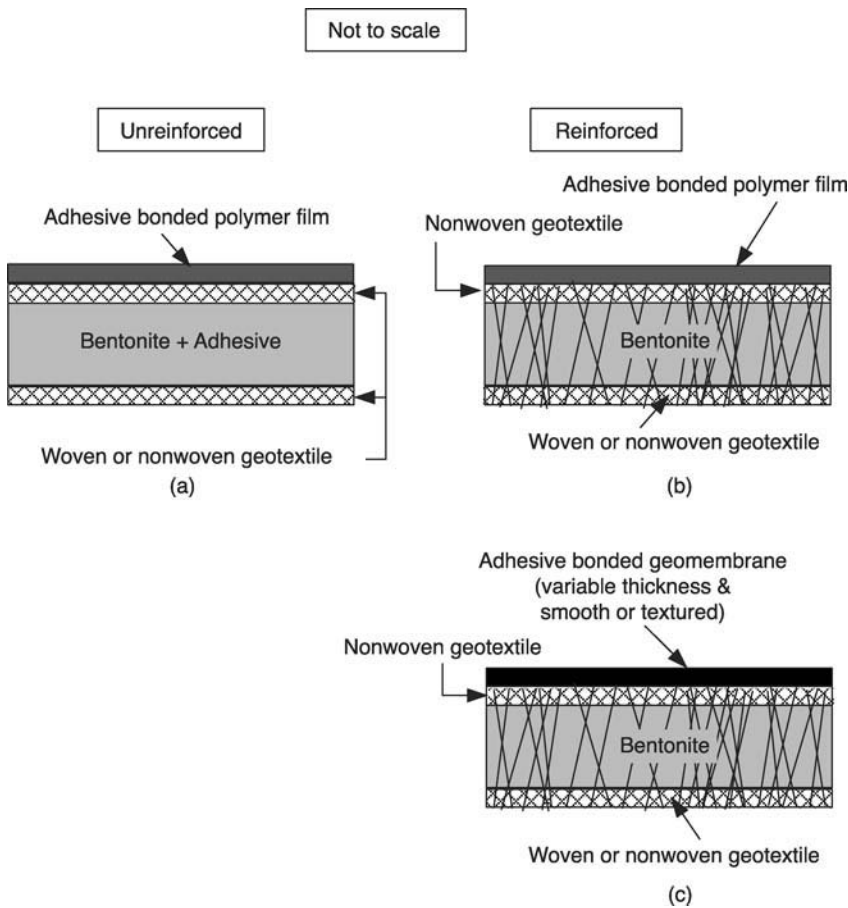 Not to scale
Unreinforced
Reinforced
Adhesive bonded polymer film
Bentonite + Adhesive
Woven or nonwoven geotextile
(a)
Adhesive bonded polymer film
Nonwoven geotextile
Bentonite
Woven or nonwoven geotextile
(b)
Adhesive bonded geomembrane
(variable thickness &
smooth or textured)
Nonwoven geotextile
Bentonite
Woven or nonwoven geotextile
(c)